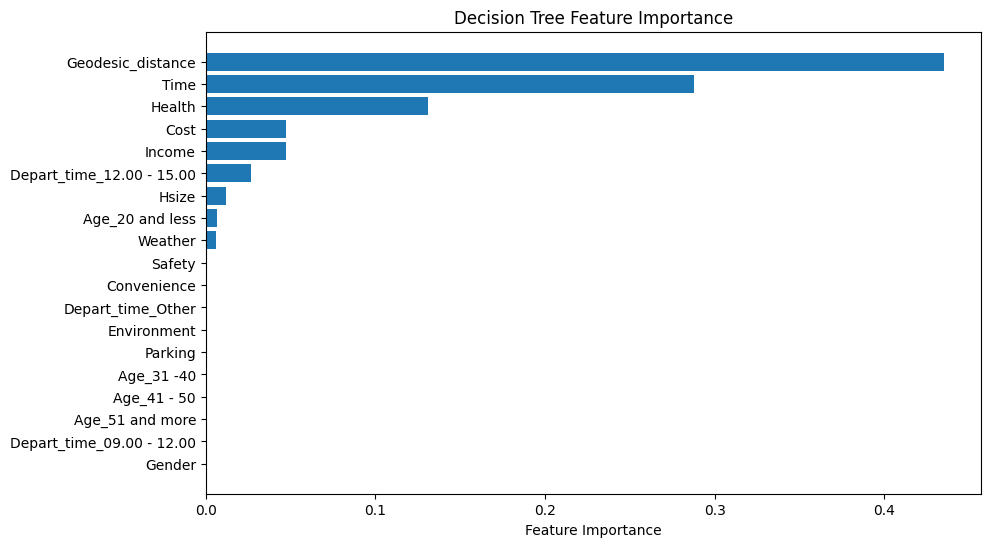 Decision Tree Feature Importance
Geodesic_distance
Time
Health
Cost
Income
Depart_time_12.00 - 15.00
Hsize
Age_20 and less
Weather
Safety
Convenience
Depart_time_Other
Environment
Parking
Age_31 -40
Age_41 - 50
Age_51 and more
Depart_time_09.00 - 12.00
Gender
0.0 0.1 0.2 0.3 0.4
Feature Importance